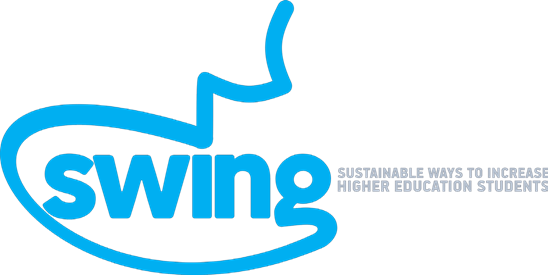 swing
SUSTAINABLE WAYS TO INCREASE
HIGHER EDUCATION STUDENTS